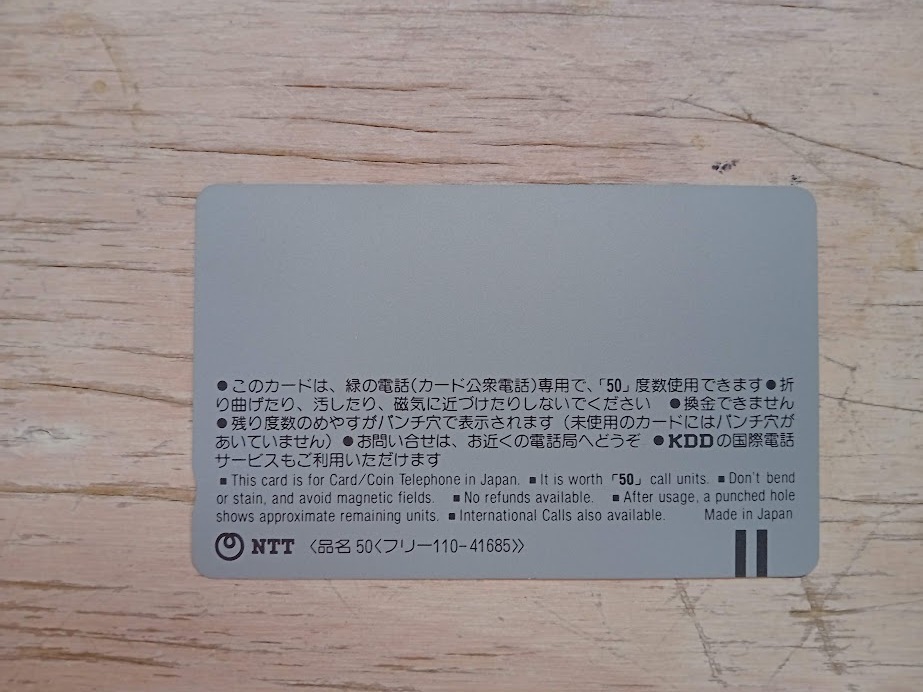 ●このカードは、緑の電話(カード公衆電話)専用で、「50」度数使用できます●折
り曲げたり、汚したり、磁気に近づけたりしないでください ●換金できません
●残り度数のめやすがパンチ穴で表示されます(未使用のカードにはパンチ穴が
あいていません)●お問い合せは、お近くの電話局へどうぞ ●KDDの国際電話
サービスもご利用いただけます
■This card is for Card/Coin Telephone in Japan. ■It is worth「50」call units. ■Don't bend
or stain, and avoid magnetic fields. ■No refunds available. ■After usage, a punched hole
shows approximate remaining units. ■International Calls also available. Made in Japan
NTT 〈品名 50〈フリー110-41685〉〉